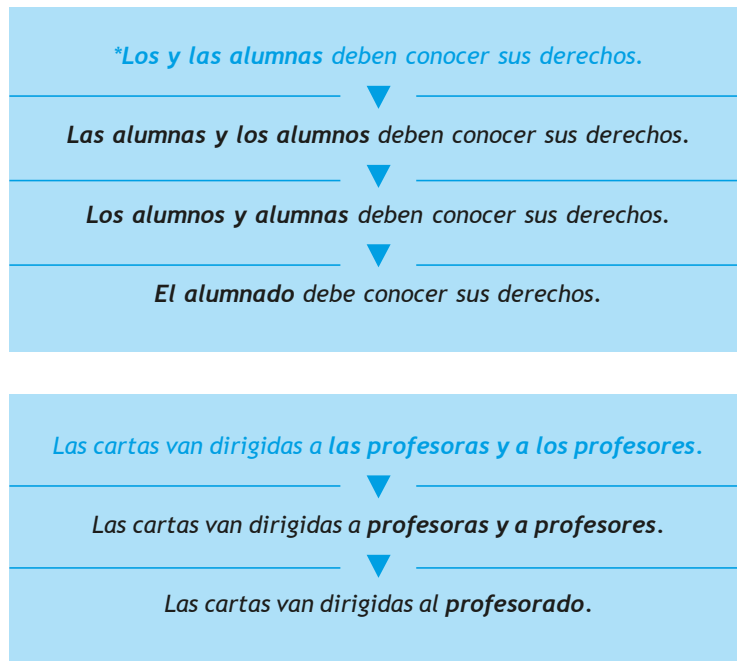 *Los y las alumnas deben conocer sus derechos.
Las alumnas y los alumnos deben conocer sus derechos.
Los alumnos y alumnas deben conocer sus derechos.
El alumnado debe conocer sus derechos.
Las cartas van dirigidas a las profesoras y a los profesores.
Las cartas van dirigidas a profesoras y a profesores.
Las cartas van dirigidas al profesorado.